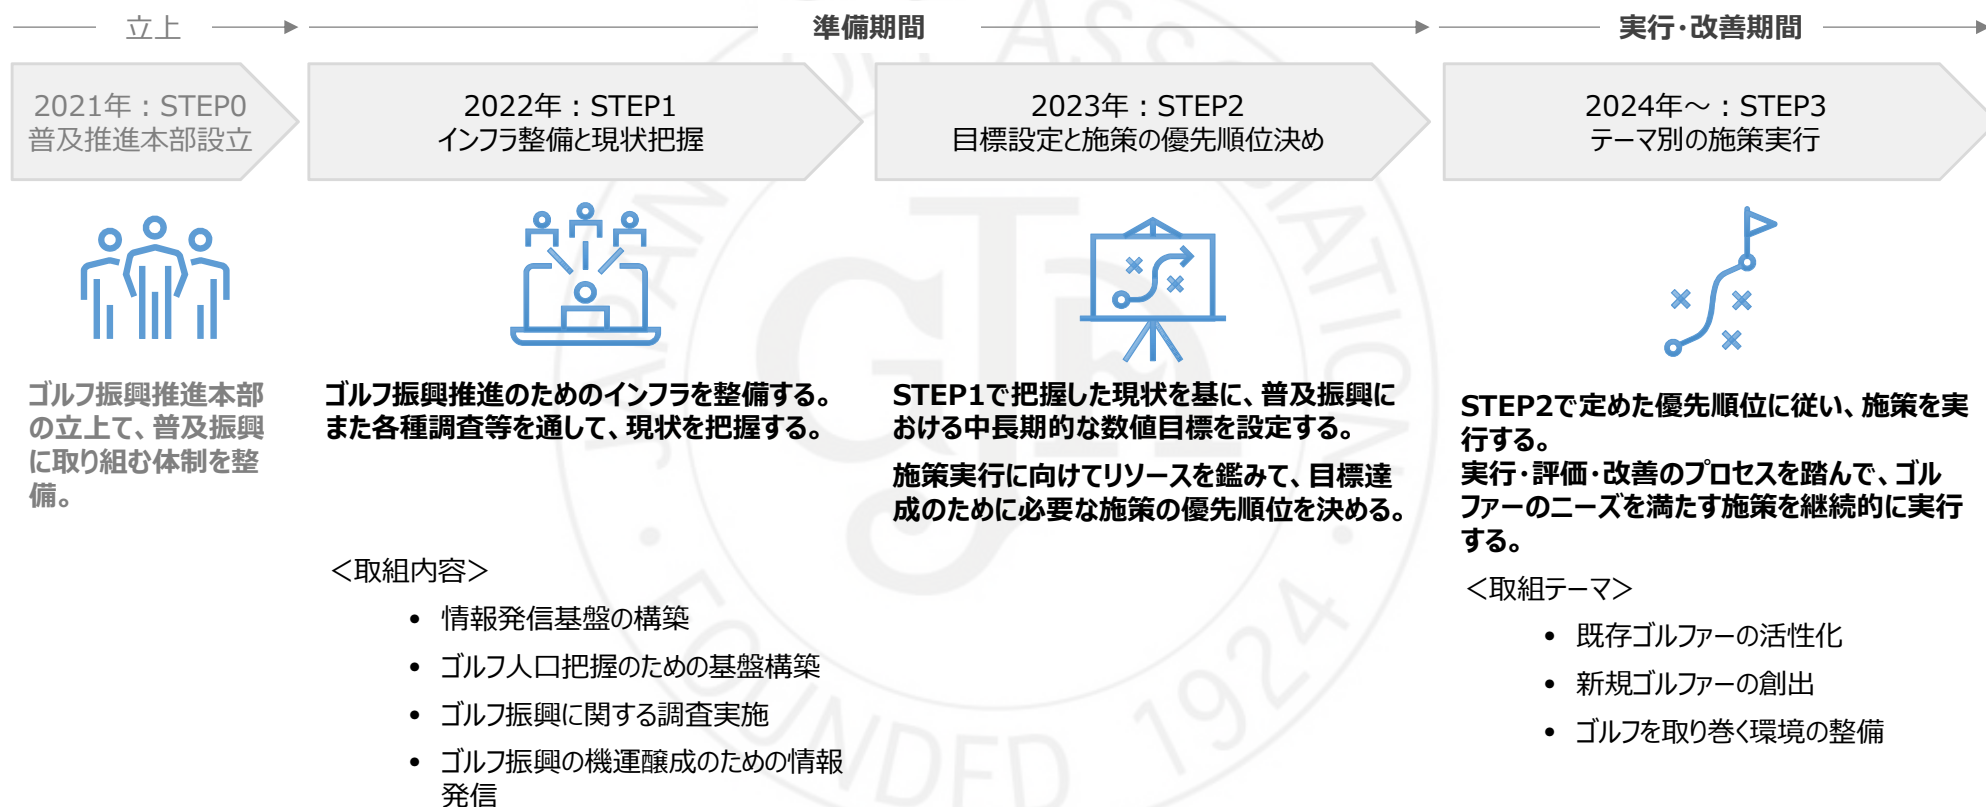 立上
準備期間
実行・改善期間
2021年：STEP0
普及推進本部設立
2022年：STEP1
インフラ整備と現状把握
2023年：STEP2
目標設定と施策の優先順位決め
2024年～：STEP3
テーマ別の施策実行
ゴルフ振興推進本部
の立上て、普及振興
に取り組む体制を整
備。
ゴルフ振興推進のためのインフラを整備する。
また各種調査等を通して、現状を把握する。
＜取組内容＞
• 情報発信基盤の構築
• ゴルフ人口把握のための基盤構築
• ゴルフ振興に関する調査実施
• ゴルフ振興の機運醸成のための情報
発信
STEP1で把握した現状を基に、普及振興に
おける中長期的な数値目標を設定する。
施策実行に向けてリソースを鑑みて、目標達
成のために必要な施策の優先順位を決める。
STEP2で定めた優先順位に従い、施策を実
行する。
実行・評価・改善のプロセスを踏んで、ゴル
ファーのニーズを満たす施策を継続的に実行
する。
＜取組テーマ＞
• 既存ゴルファーの活性化
• 新規ゴルファーの創出
• ゴルフを取り巻く環境の整備